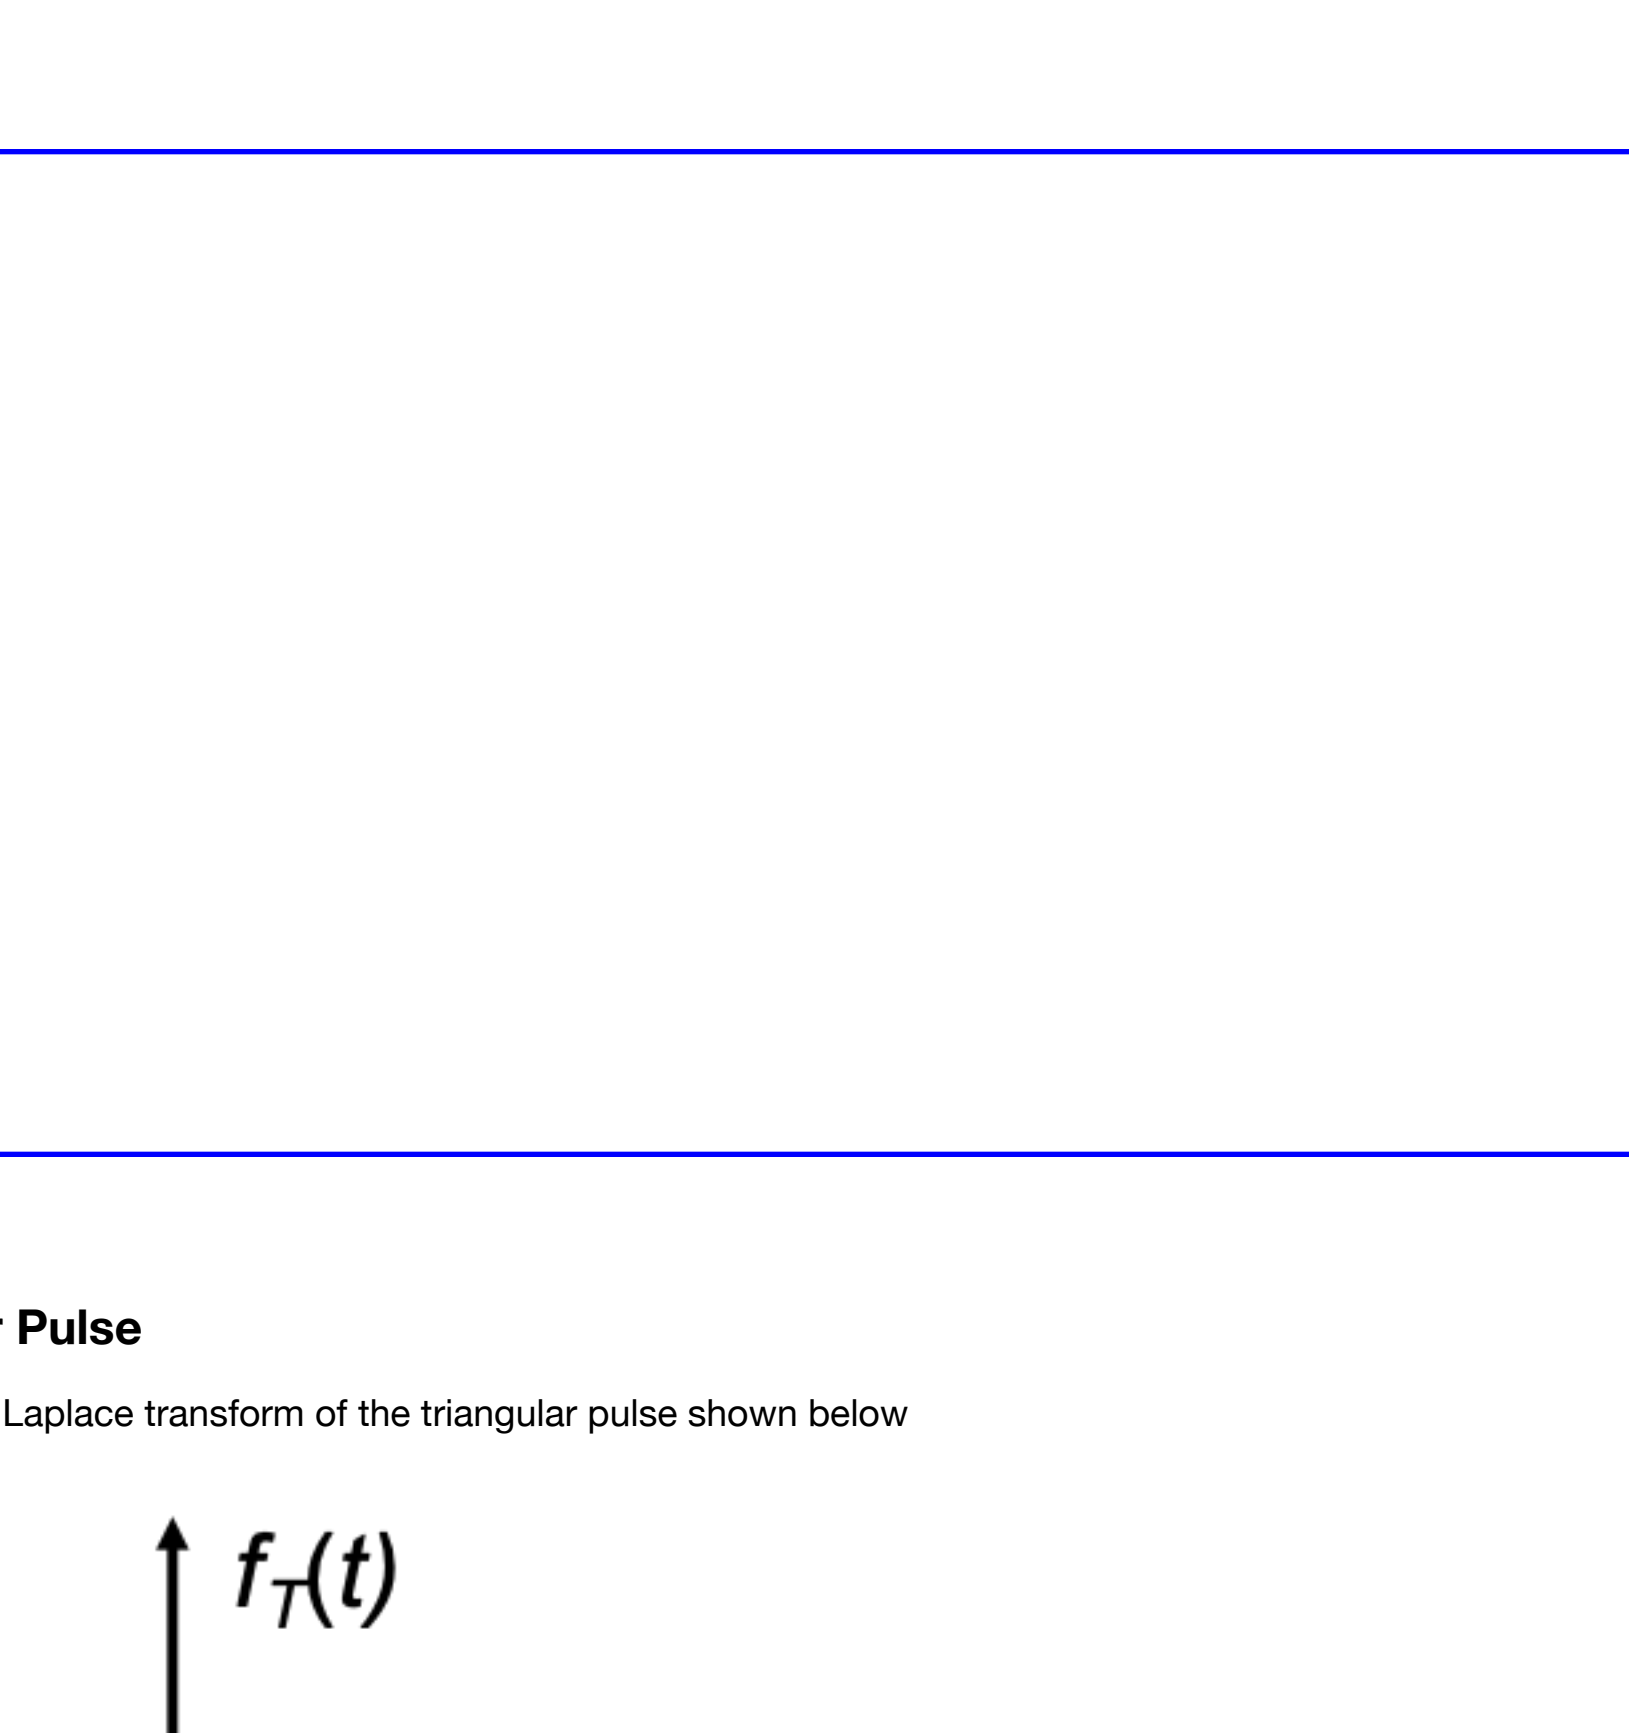 Pulse
Laplace transform of the triangular pulse shown below
f_T(t)